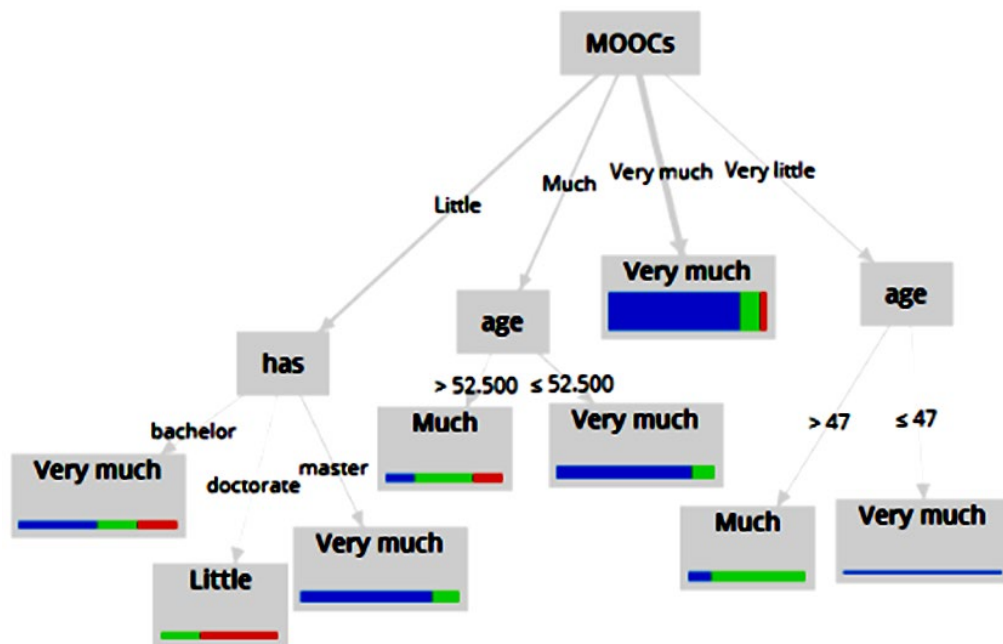 MOOCs
Little
Much
Very much
Very little
Very much
age
age
has
> 52.500
≤ 52.500
bachelor
doctorate
master
Much
Very much
> 47
≤ 47
Very much
Little
Very much
Much
Very much